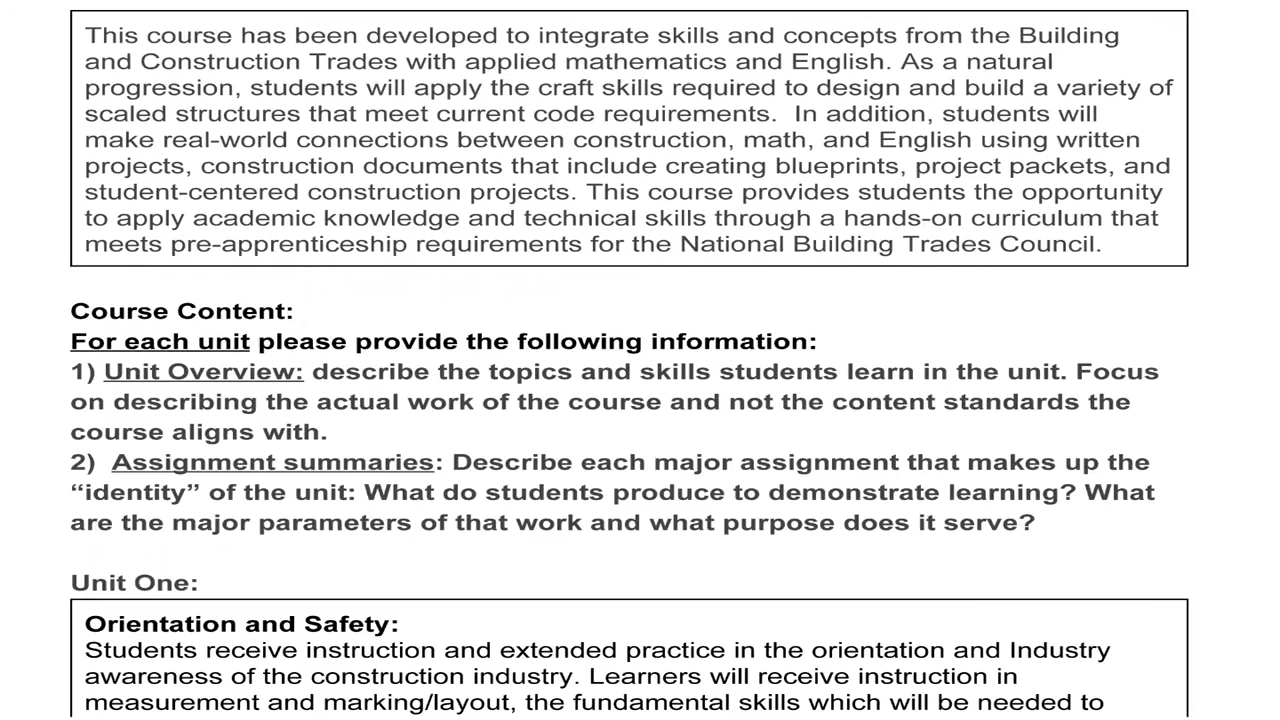 This course has been developed to integrate skills and concepts from the Building
and Construction Trades with applied mathematics and English. As a natural
progression, students will apply the craft skills required to design and build a variety of
scaled structures that meet current code requirements.  In addition, students will
make real-world connections between construction, math, and English using written
projects, construction documents that include creating blueprints, project packets, and
student-centered construction projects. This course provides students the opportunity
to apply academic knowledge and technical skills through a hands-on curriculum that
meets pre-apprenticeship requirements for the National Building Trades Council.
Course Content:
For each unit please provide the following information:
1) Unit Overview: describe the topics and skills students learn in the unit. Focus
on describing the actual work of the course and not the content standards the
course aligns with.
2)  Assignment summaries: Describe each major assignment that makes up the
“identity” of the unit: What do students produce to demonstrate learning? What
are the major parameters of that work and what purpose does it serve?
Unit One:
Orientation and Safety:
Students receive instruction and extended practice in the orientation and Industry
awareness of the construction industry. Learners will receive instruction in
measurement and marking/layout, the fundamental skills which will be needed to